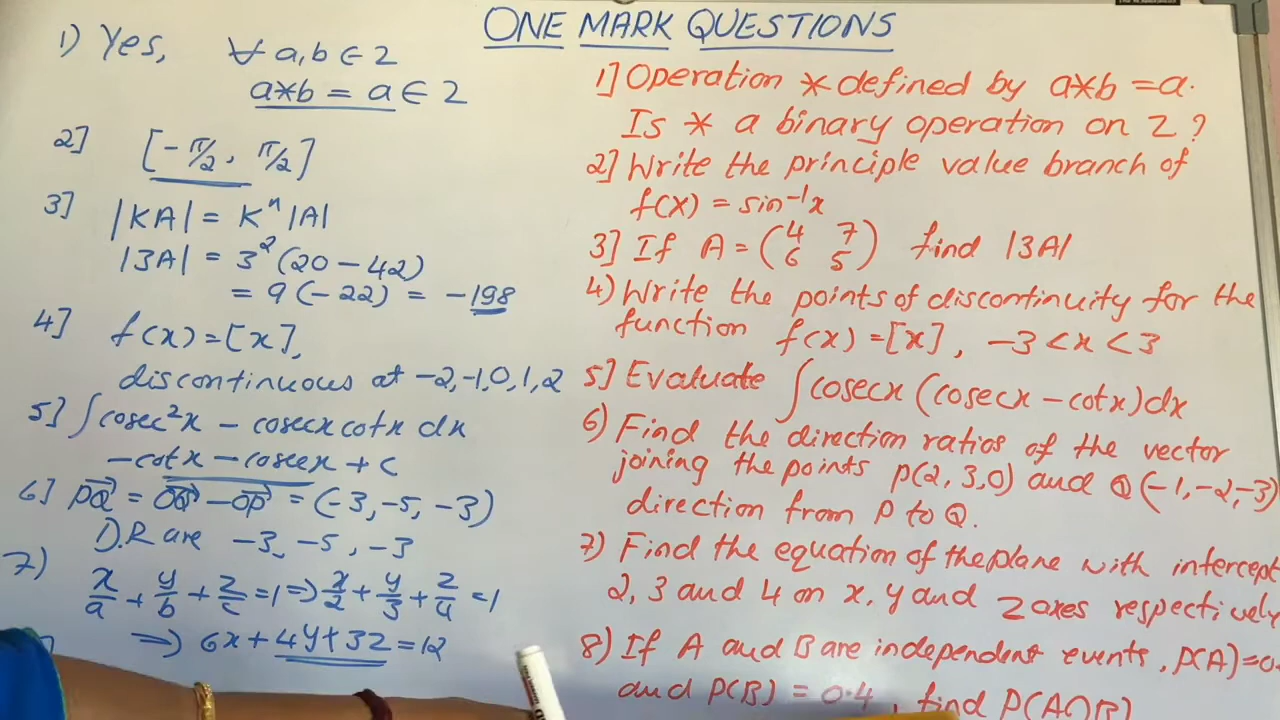 ONE MARK QUESTIONS
1) Yes, ∀ a,b ∈ Z
a*b = a ∈ Z
2] [-π/2, π/2]
3] |KA| = Kⁿ|A|
|3A| = 3²(20-42)
= 9(-22) = -198
4] f(x)=[x],
discontinuous at -2,-1,0,1,2
5] ∫cosec²x - cosecx cotx dx
-cotx - cosecx + c
6] PQ⃗ = OQ⃗ - OP⃗ = (-3,-5,-3)
D.R are -3, -5, -3
7) x/a + y/b + z/c = 1 ⇒ x/2 + y/3 + z/4 = 1
⇒ 6x+4y+3z=12
1] Operation * defined by a*b = a.
Is * a binary operation on Z?
2] Write the principle value branch of
f(x) = sin⁻¹x
3] If A = (4 7
6 5) find |3A|
4) Write the points of discontinuity for the
function f(x)=[x], -3<x<3
5] Evaluate ∫cosecx (cosecx - cotx)dx
6) Find the direction ratios of the vector
joining the points P(2,3,0) and Q(-1,-2,-3)
direction from P to Q.
7) Find the equation of the plane with intercept
2, 3 and 4 on x, y and z axes respectively
8) If A and B are independent events, P(A)=0.
and P(B) = 0.4, find P(A∩B)